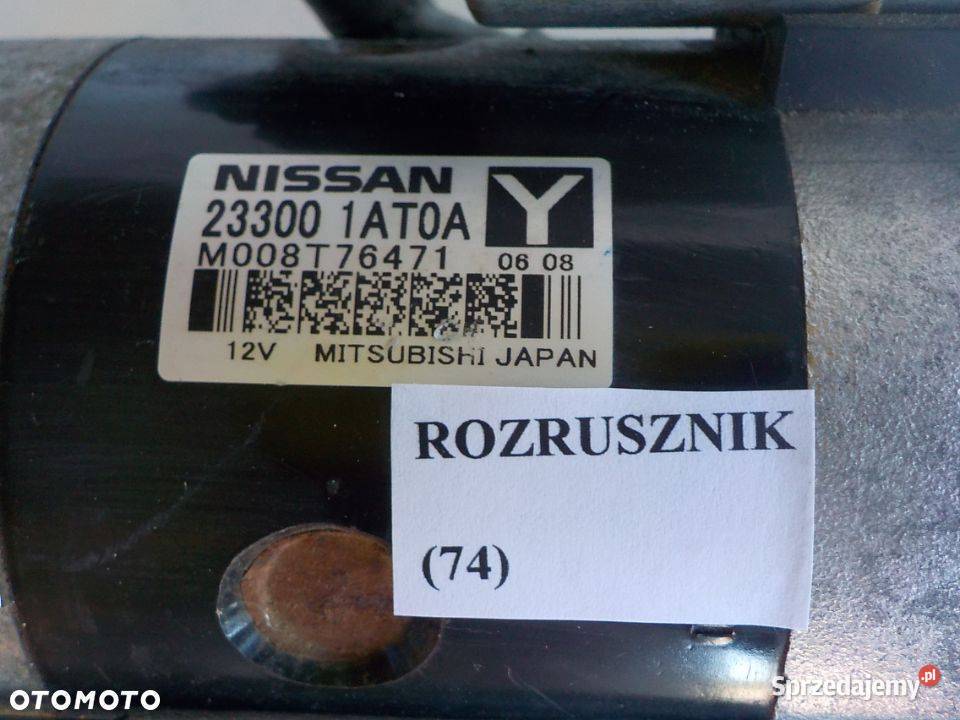 NISSAN Y
23300 1AT0A
M008T76471 06 08
12V MITSUBISHI JAPAN
ROZRUSZNIK
(74)
OTOMOTO
Sprzedajemy.pl